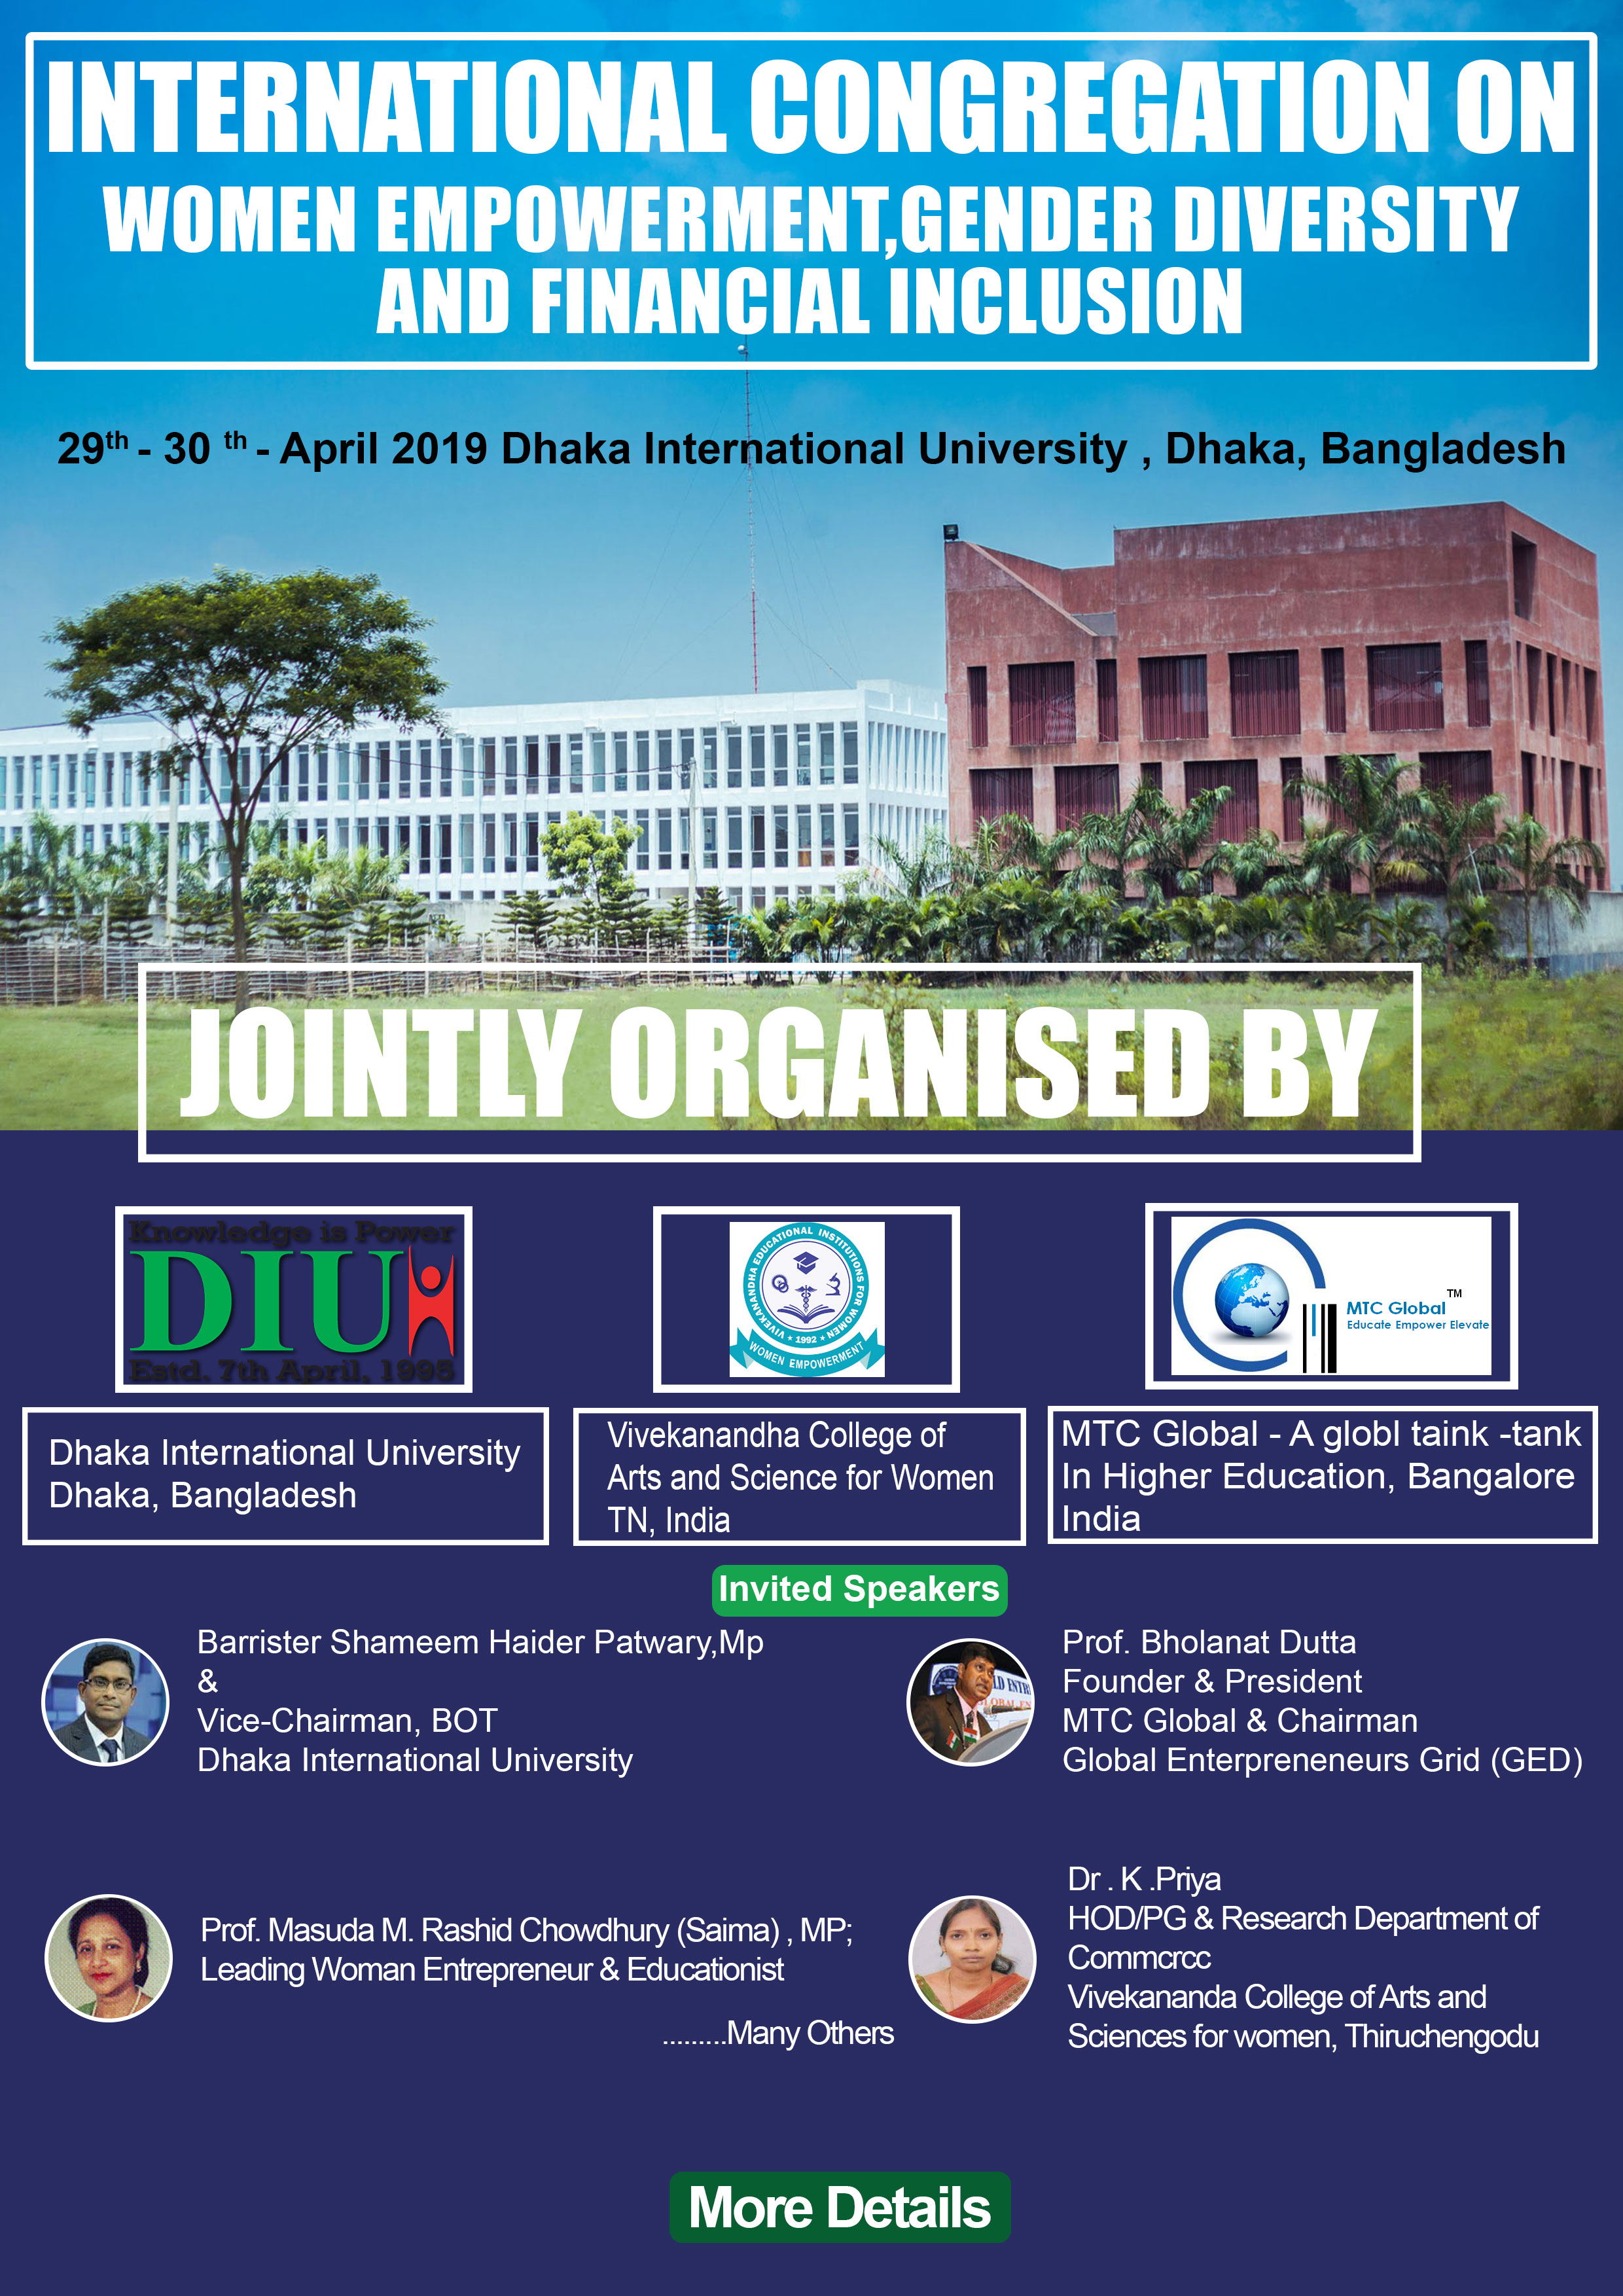 INTERNATIONAL CONGREGATION ON
WOMEN EMPOWERMENT,GENDER DIVERSITY
AND FINANCIAL INCLUSION
29th - 30 th - April 2019 Dhaka International University , Dhaka, Bangladesh
JOINTLY ORGANISED BY
Knowledge is Power
DIU
Estd. 7th April, 1995
VIVEKANANDHA EDUCATIONAL INSTITUTIONS FOR WOMEN
★ 1992 ★
WOMEN EMPOWERMENT
MTC Global TM
Educate Empower Elevate
Dhaka International University
Dhaka, Bangladesh
Vivekanandha College of
Arts and Science for Women
TN, India
MTC Global - A globl taink -tank
In Higher Education, Bangalore
India
Invited Speakers
Barrister Shameem Haider Patwary,Mp
&
Vice-Chairman, BOT
Dhaka International University
Prof. Bholanat Dutta
Founder & President
MTC Global & Chairman
Global Enterpreneneurs Grid (GED)
Prof. Masuda M. Rashid Chowdhury (Saima) , MP;
Leading Woman Entrepreneur & Educationist
.........Many Others
Dr . K .Priya
HOD/PG & Research Department of
Commcrcc
Vivekananda College of Arts and
Sciences for women, Thiruchengodu
More Details